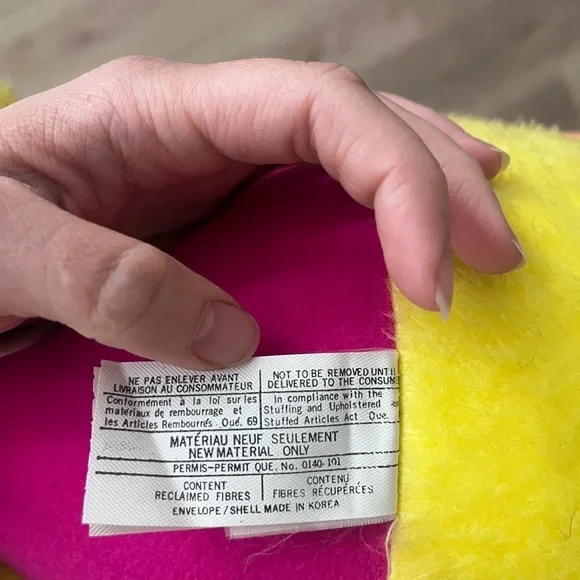 NE PAS ENLEVER AVANT
LIVRAISON AU CONSOMMATEUR
NOT TO BE REMOVED UNTIL
DELIVERED TO THE CONSUME
Conformément à la loi sur les
matériaux de rembourrage et
les Articles Rembourrés Qué. 69
In compliance with the
Stuffing and Upholstered and
Stuffed Articles Act Que.
MATÉRIAU NEUF SEULEMENT
NEW MATERIAL ONLY
PERMIS-PERMIT QUE. No. 0140-101
CONTENT
RECLAIMED FIBRES
CONTENU
FIBRES RÉCUPÉRÉES
ENVELOPE/SHELL MADE IN KOREA